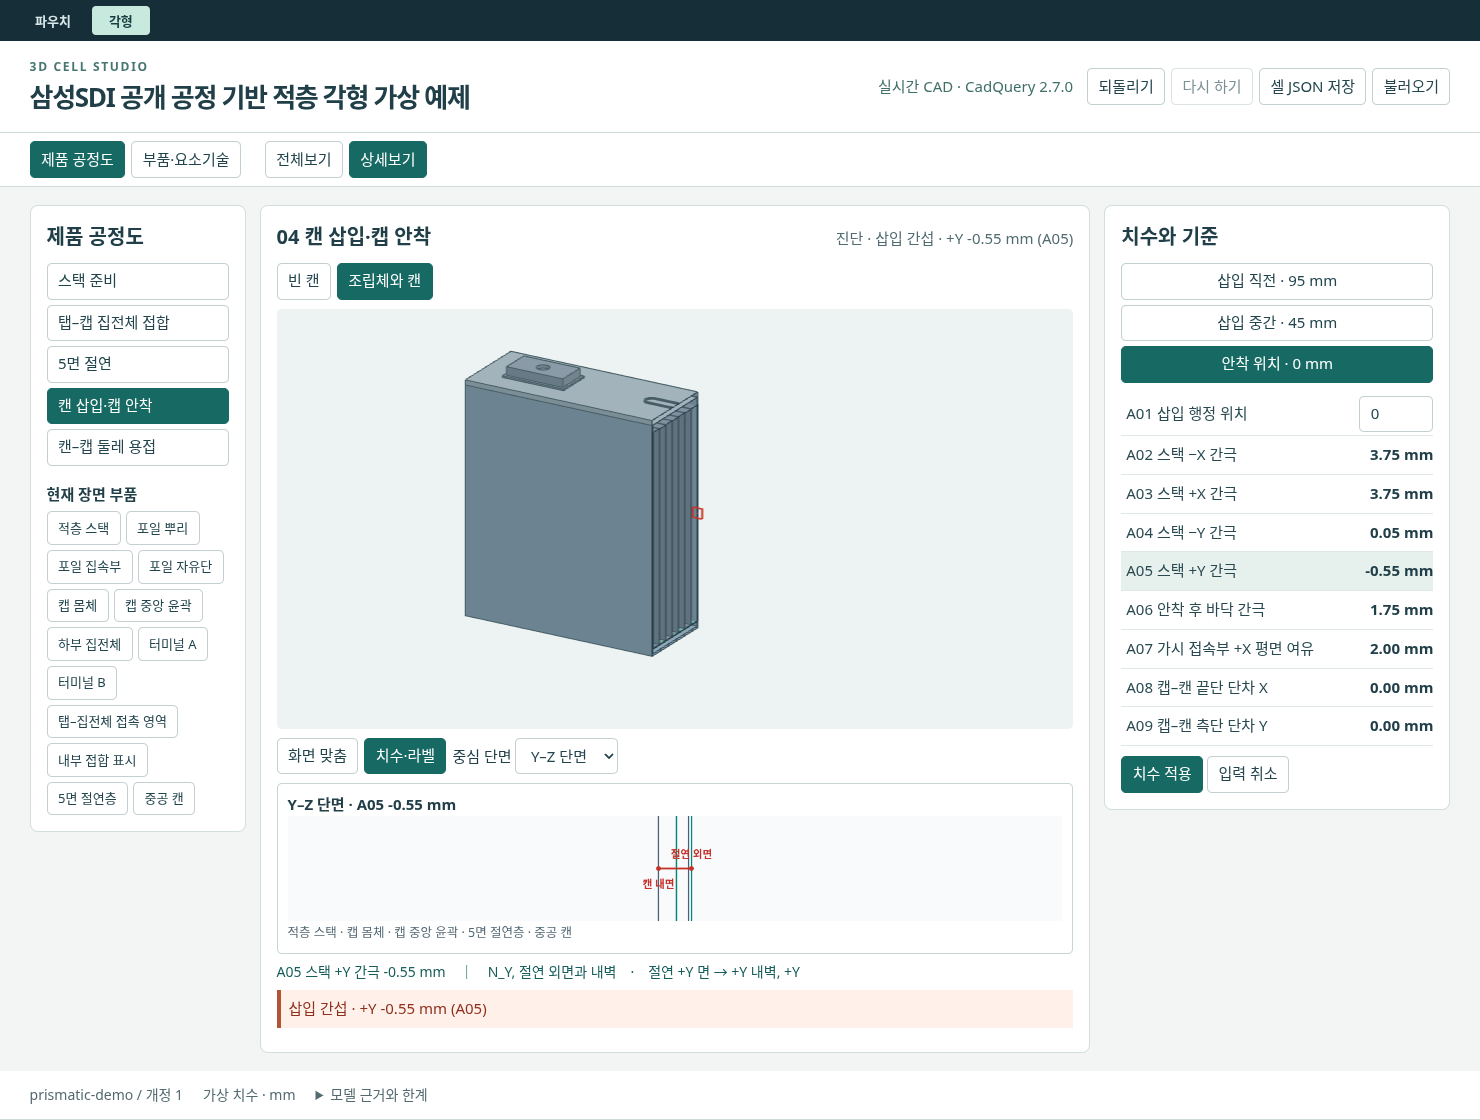 파우치 각형
3D CELL STUDIO
삼성SDI 공개 공정 기반 적층 각형 가상 예제
실시간 CAD · CadQuery 2.7.0 되돌리기 다시 하기 셀 JSON 저장 불러오기
제품 공정도 부품·요소기술 전체보기 상세보기
제품 공정도
스택 준비
탭–캡 집전체 접합
5면 절연
캔 삽입·캡 안착
캔–캡 둘레 용접
현재 장면 부품
적층 스택 포일 뿌리
포일 집속부 포일 자유단
캡 몸체 캡 중앙 윤곽
하부 집전체 터미널 A
터미널 B
탭–집전체 접촉 영역
내부 접합 표시
5면 절연층 중공 캔
04 캔 삽입·캡 안착 진단 · 삽입 간섭 · +Y -0.55 mm (A05)
빈 캔 조립체와 캔
화면 맞춤 치수·라벨 중심 단면 Y–Z 단면
Y–Z 단면 · A05 -0.55 mm
절연 외면
캔 내면
적층 스택 · 캡 몸체 · 캡 중앙 윤곽 · 5면 절연층 · 중공 캔
A05 스택 +Y 간극 -0.55 mm | N_Y, 절연 외면과 내벽 · 절연 +Y 면 → +Y 내벽, +Y
삽입 간섭 · +Y -0.55 mm (A05)
치수와 기준
삽입 직전 · 95 mm
삽입 중간 · 45 mm
안착 위치 · 0 mm
A01 삽입 행정 위치 0
A02 스택 −X 간극 3.75 mm
A03 스택 +X 간극 3.75 mm
A04 스택 −Y 간극 0.05 mm
A05 스택 +Y 간극 -0.55 mm
A06 안착 후 바닥 간극 1.75 mm
A07 가시 접속부 +X 평면 여유 2.00 mm
A08 캡–캔 끝단 단차 X 0.00 mm
A09 캡–캔 측단 단차 Y 0.00 mm
치수 적용 입력 취소
prismatic-demo / 개정 1 가상 치수 · mm ▶ 모델 근거와 한계